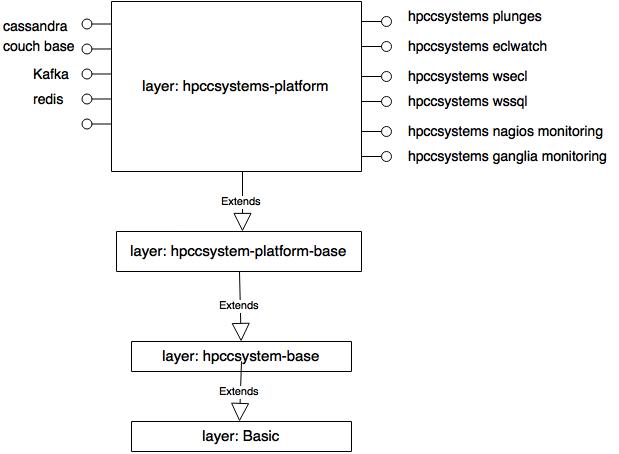 cassandra
couch base
Kafka
redis
layer: hpccsystems-platform
hpccsystems plunges
hpccsystems eclwatch
hpccsystems wsecl
hpccsystems wssql
hpccsystems nagios monitoring
hpccsystems ganglia monitoring
Extends
layer: hpccsystem-platform-base
Extends
layer: hpccsystem-base
Extends
layer: Basic